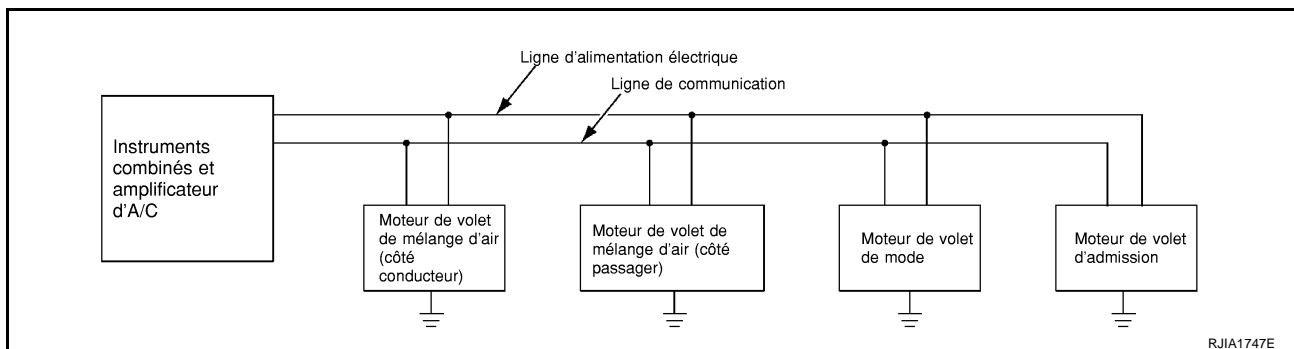 Ligne d'alimentation électrique
Ligne de communication
Instruments
combinés et
amplificateur
d'A/C
Moteur de volet
de mélange d'air
(côté
conducteur)
Moteur de volet de
mélange d'air (côté
passager)
Moteur de volet
de mode
Moteur de volet
d'admission
RJIA1747E